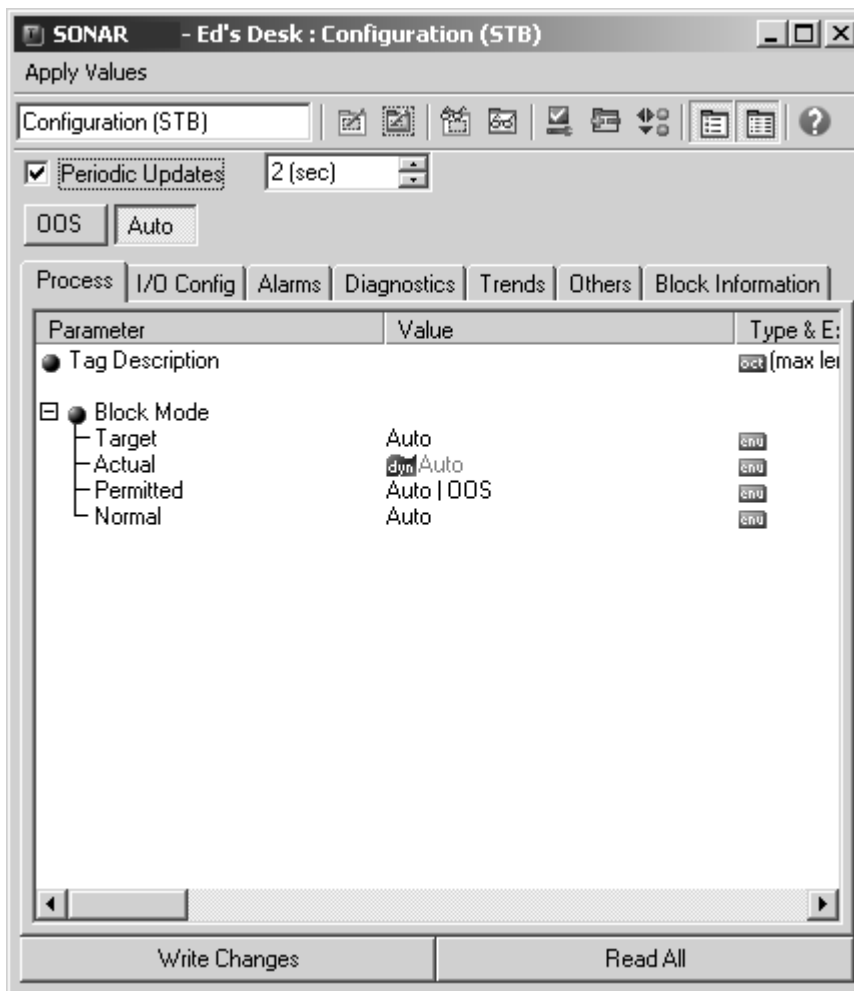 SONAR - Ed's Desk : Configuration (STB)
Apply Values
Configuration (STB)
Periodic Updates 2 (sec)
OOS Auto
Process I/O Config Alarms Diagnostics Trends Others Block Information
Parameter Value Type & E:
Tag Description oct (max ler
Block Mode
Target Auto enu
Actual dyn Auto enu
Permitted Auto | OOS enu
Normal Auto enu
Write Changes Read All